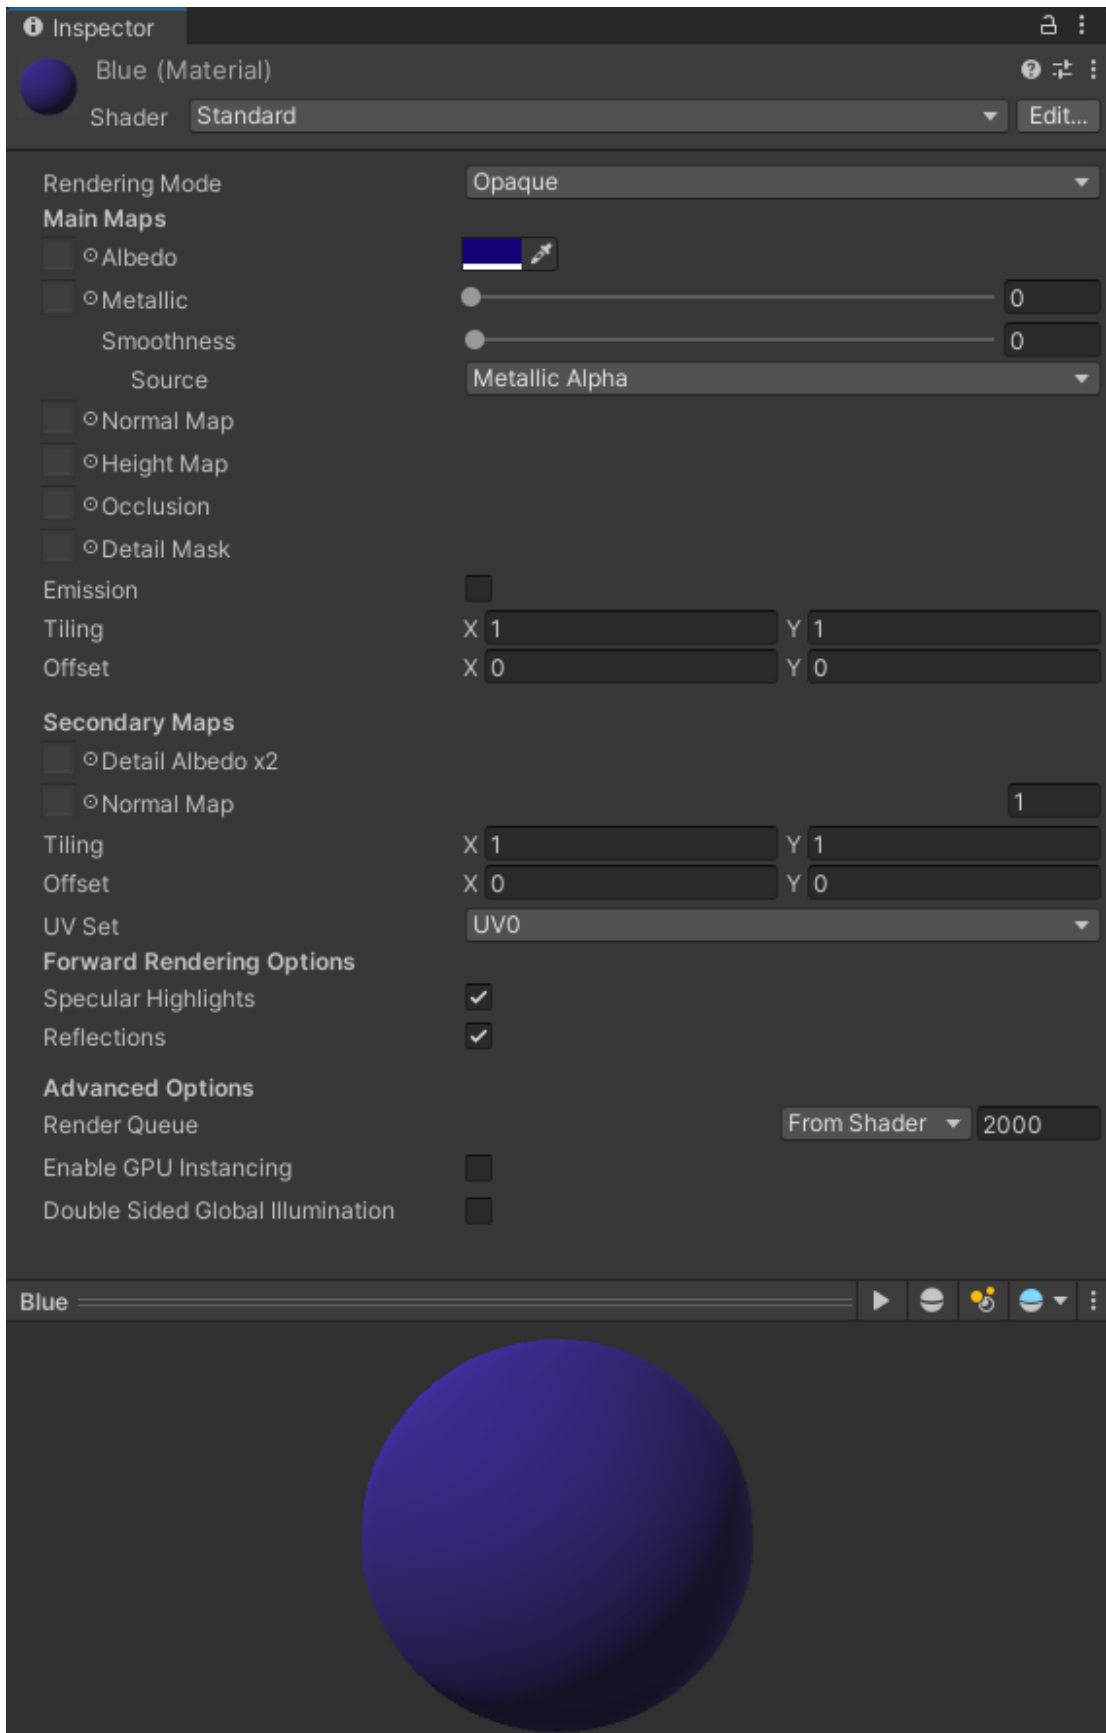 Inspector
Blue (Material)
Shader Standard Edit...
Rendering Mode Opaque
Main Maps
Albedo
Metallic 0
Smoothness 0
Source Metallic Alpha
Normal Map
Height Map
Occlusion
Detail Mask
Emission
Tiling X 1 Y 1
Offset X 0 Y 0
Secondary Maps
Detail Albedo x2
Normal Map 1
Tiling X 1 Y 1
Offset X 0 Y 0
UV Set UV0
Forward Rendering Options
Specular Highlights
Reflections
Advanced Options
Render Queue From Shader 2000
Enable GPU Instancing
Double Sided Global Illumination
Blue